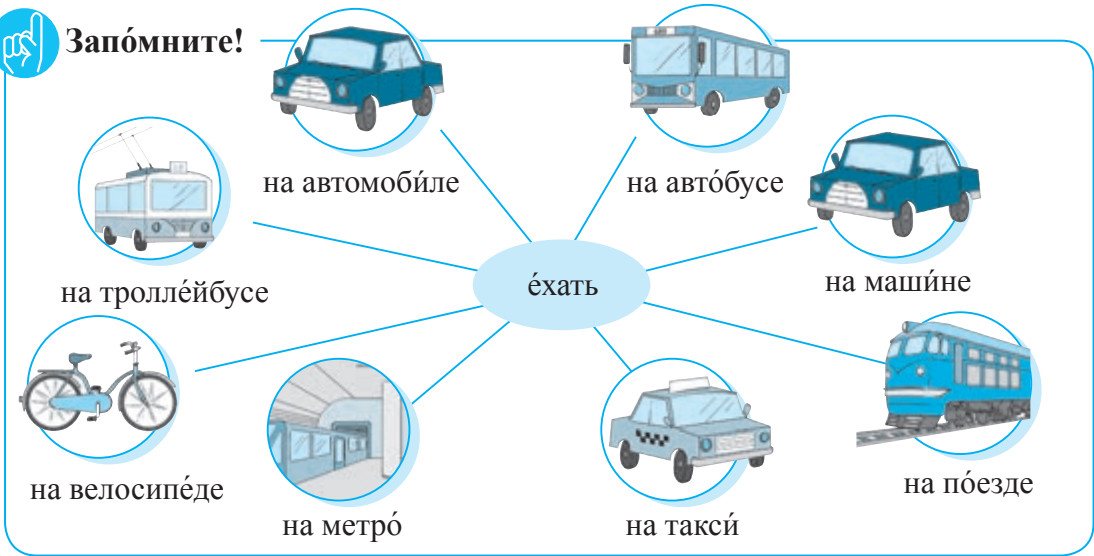 Запо́мните!
на автомоби́ле
на авто́бусе
на тролле́йбусе
е́хать
на маши́не
на велосипе́де
на метро́
на такси́
на по́езде